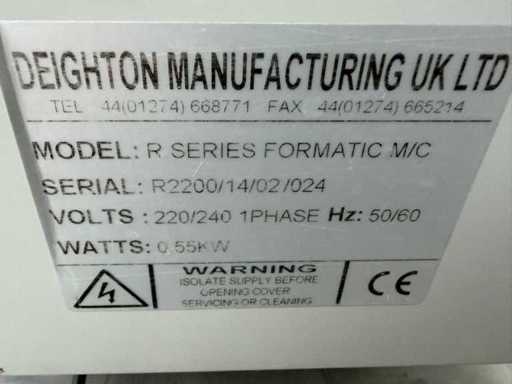 DEIGHTON MANUFACTURING UK LTD
TEL 44(01274) 668771 FAX 44(01274) 665214
MODEL: R SERIES FORMATIC M/C
SERIAL: R2200/14/02/024
VOLTS : 220/240 1PHASE Hz: 50/60
WATTS: 0.55KW
WARNING
ISOLATE SUPPLY BEFORE
OPENING COVER
SERVICING OR CLEANING
CE